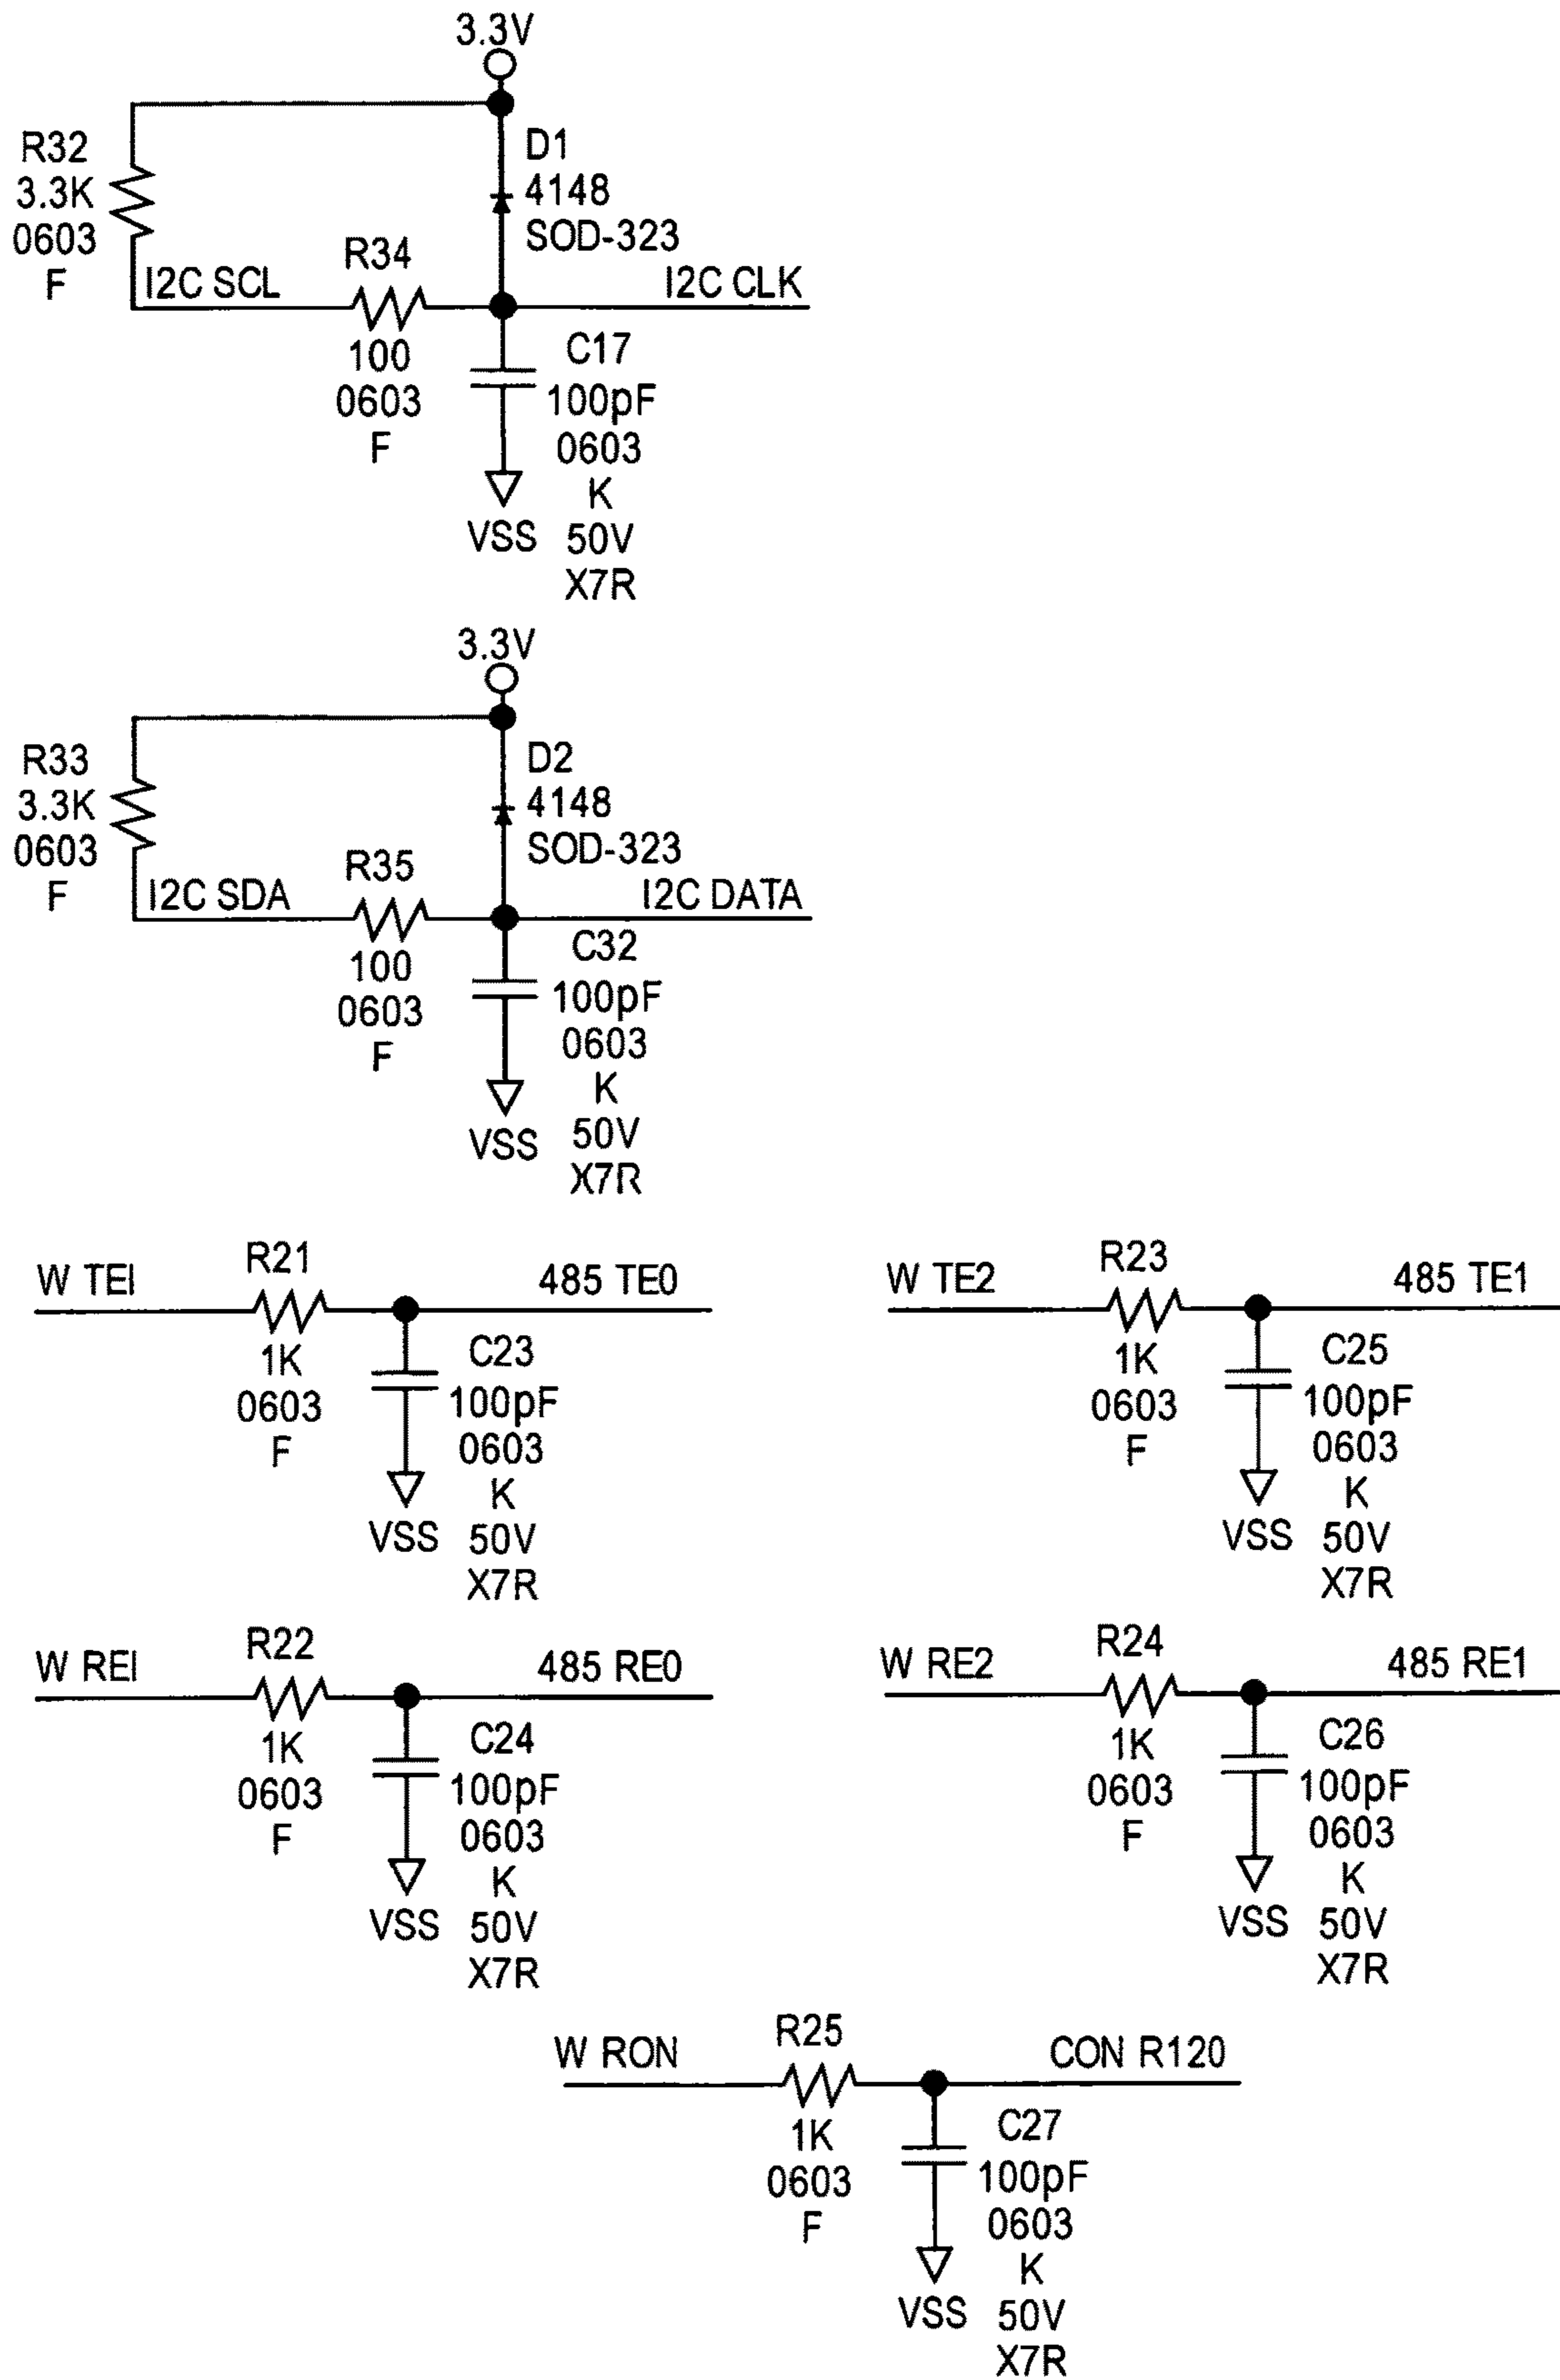 3.3V
R32
3.3K
0603
F
D1
4148
SOD-323
I2C SCL
R34
100
0603
F
I2C CLK
C17
100pF
0603
K
50V
X7R
VSS
3.3V
R33
3.3K
0603
F
D2
4148
SOD-323
I2C SDA
R35
100
0603
F
I2C DATA
C32
100pF
0603
K
50V
X7R
VSS
W TEI
R21
1K
0603
F
485 TE0
C23
100pF
0603
K
50V
X7R
VSS
W TE2
R23
1K
0603
F
485 TE1
C25
100pF
0603
K
50V
X7R
VSS
W REI
R22
1K
0603
F
485 RE0
C24
100pF
0603
K
50V
X7R
VSS
W RE2
R24
1K
0603
F
485 RE1
C26
100pF
0603
K
50V
X7R
VSS
W RON
R25
1K
0603
F
CON R120
C27
100pF
0603
K
50V
X7R
VSS